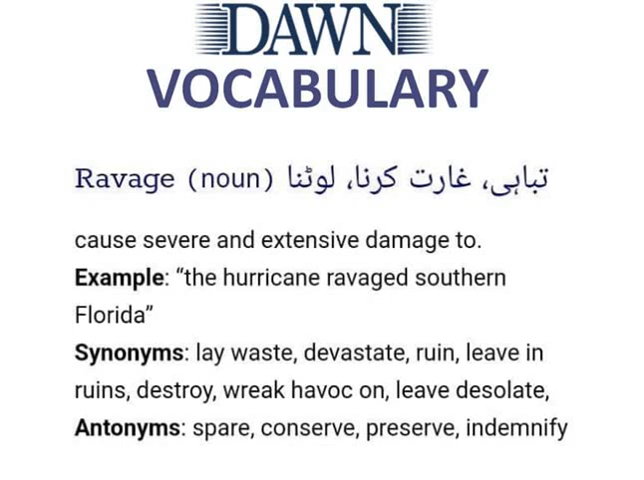 DAWN
VOCABULARY
Ravage (noun) تباہی، غارت کرنا، لوٹنا
cause severe and extensive damage to.
Example: “the hurricane ravaged southern
Florida”
Synonyms: lay waste, devastate, ruin, leave in
ruins, destroy, wreak havoc on, leave desolate,
Antonyms: spare, conserve, preserve, indemnify